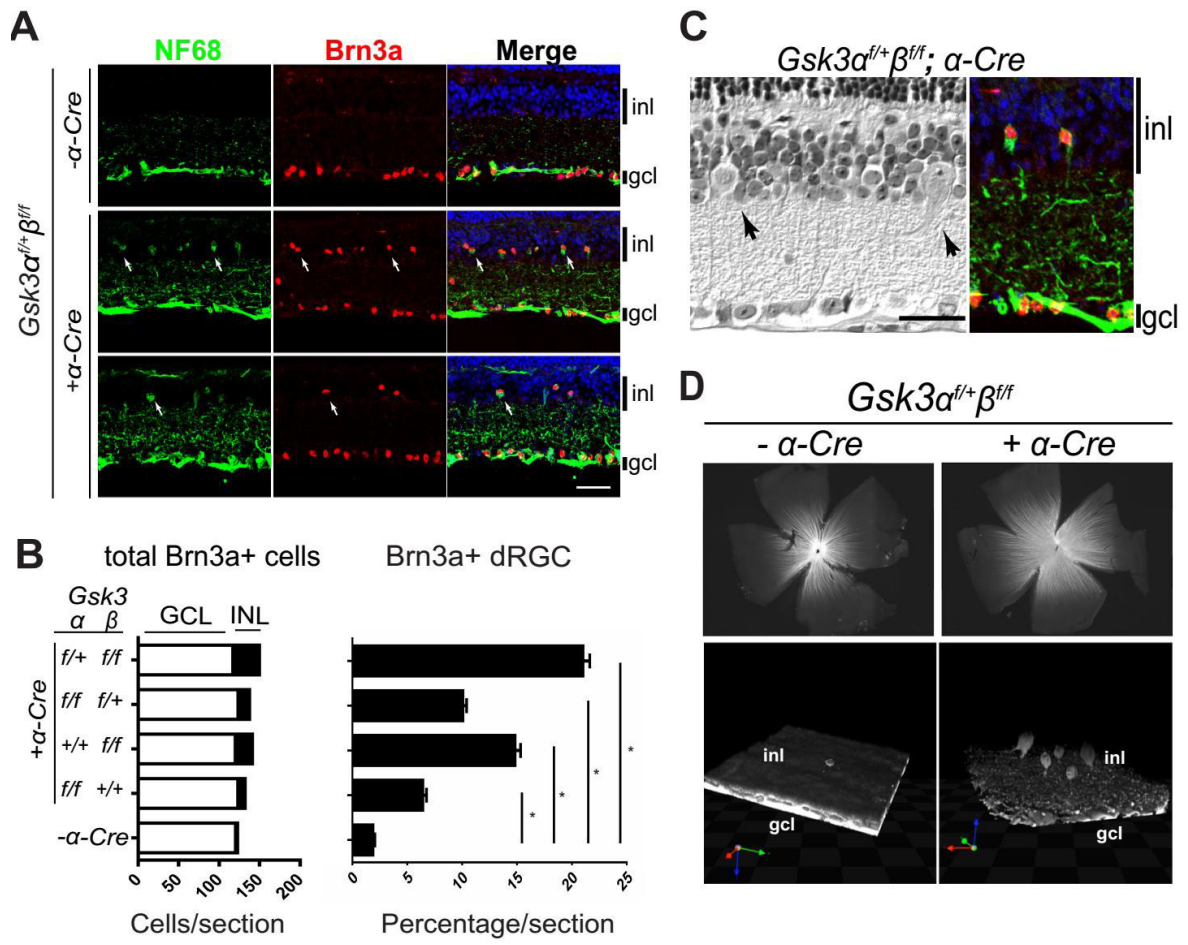 A
NF68 Brn3a Merge
Gsk3αf/+βf/f
-α-Cre
inl
gcl
+α-Cre
inl
gcl
inl
gcl
B
total Brn3a+ cells Brn3a+ dRGC
Gsk3
α β GCL INL
+α-Cre
f/+ f/f
f/f f/+
+/+ f/f
f/f +/+
-α-Cre
* * * *
0 50 100 150 200
0 5 10 15 20 25
Cells/section Percentage/section
C
Gsk3αf/+βf/f; α-Cre
inl
gcl
D
Gsk3αf/+βf/f
- α-Cre + α-Cre
inl
gcl
inl
gcl